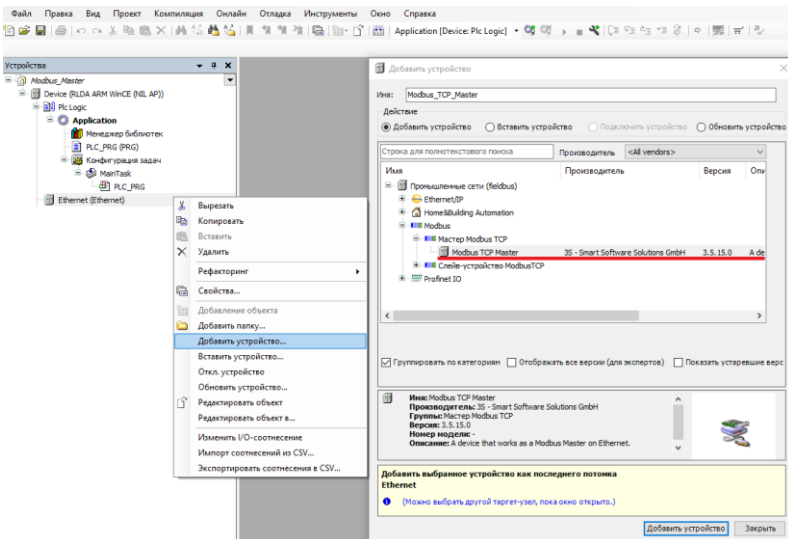 Файл Правка Вид Проект Компиляция Онлайн Отладка Инструменты Окно Справка
Application [Device: Plc Logic]
Устройства
Modbus_Master
Device (RLDA ARM WinCE (NIL AP))
Plc Logic
Application
Менеджер библиотек
PLC_PRG (PRG)
Конфигурация задач
MainTask
PLC_PRG
Ethernet (Ethernet)
Вырезать
Копировать
Вставить
Удалить
Рефакторинг
Свойства...
Добавление объекта
Добавить папку...
Добавить устройство...
Вставить устройство...
Откл. устройство
Обновить устройство...
Редактировать объект
Редактировать объект в...
Изменить I/O-соотнесение
Импорт соотнесений из CSV...
Экспортировать соотнесения в CSV...
Добавить устройство
Имя: Modbus_TCP_Master
Действие
Добавить устройство Вставить устройство Подключить устройство Обновить устройство
Строка для полнотекстового поиска Производитель <All vendors>
Имя Производитель Версия Опи
Промышленные сети (fieldbus)
Ethernet/IP
Home&Building Automation
Modbus
Мастер Modbus TCP
Modbus TCP Master 3S - Smart Software Solutions GmbH 3.5.15.0 A de
Слейв-устройство ModbusTCP
Profinet IO
Группировать по категориям Отображать все версии (для экспертов) Показать устаревшие верс
Имя: Modbus TCP Master
Производитель: 3S - Smart Software Solutions GmbH
Группы: Мастер Modbus TCP
Версия: 3.5.15.0
Номер модели: -
Описание: A device that works as a Modbus Master on Ethernet.
Добавить выбранное устройство как последнего потомка
Ethernet
(Можно выбрать другой таргет-узел, пока окно открыто.)
Добавить устройство Закрыть